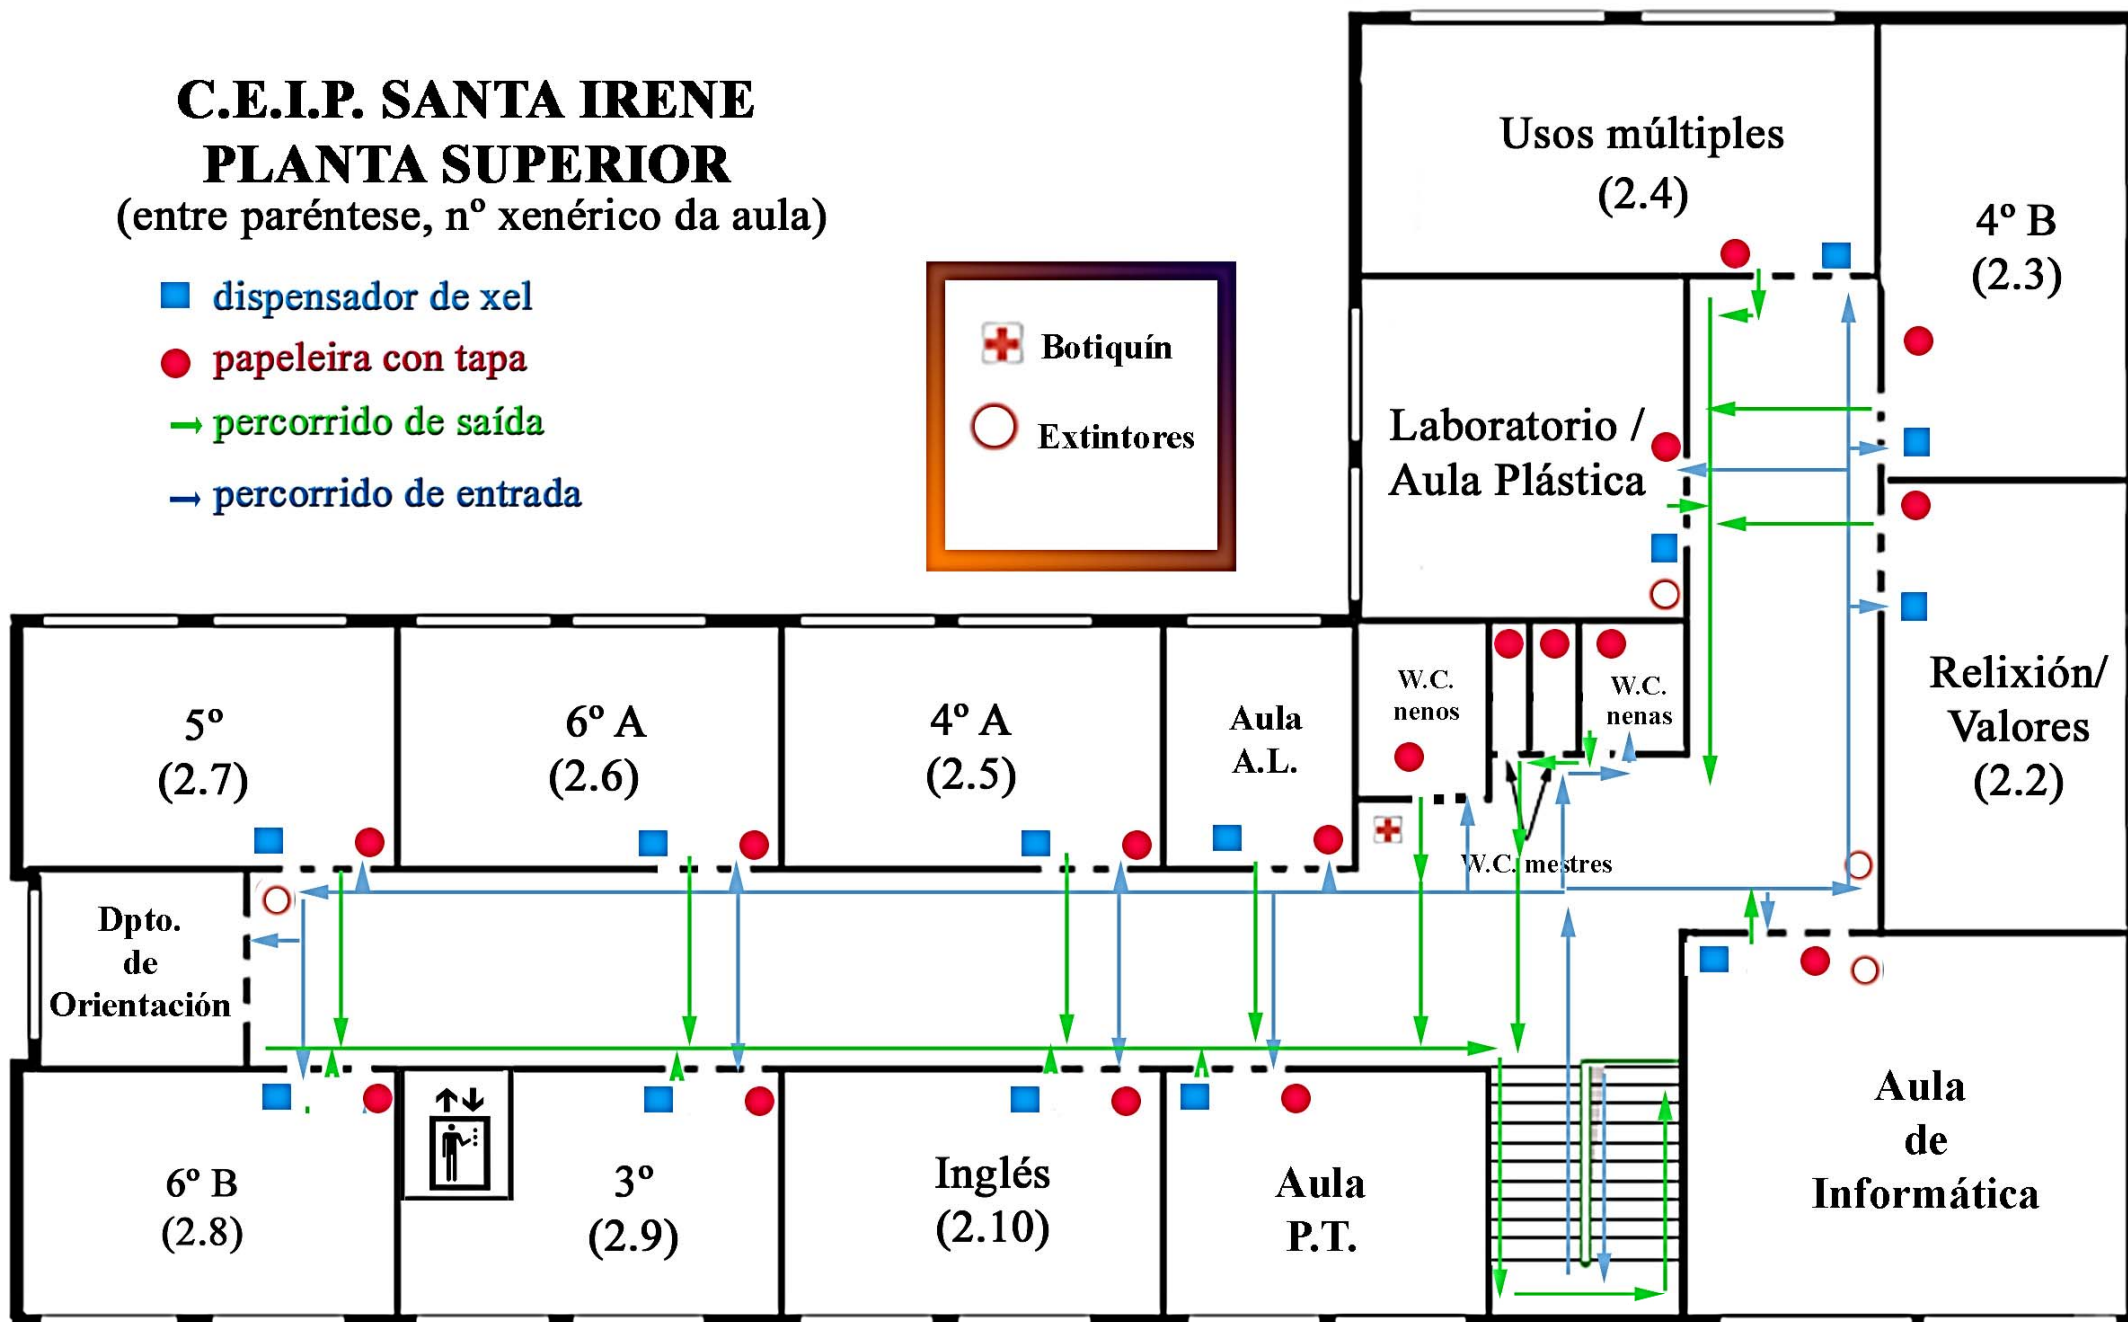 C.E.I.P. SANTA IRENE
PLANTA SUPERIOR
(entre paréntese, nº xenérico da aula)
dispensador de xel
papeleira con tapa
percorrido de saída
percorrido de entrada
Botiquín
Extintores
Usos múltiples
(2.4)
4º B
(2.3)
Laboratorio /
Aula Plástica
Relixión/
Valores
(2.2)
5º
(2.7)
6º A
(2.6)
4º A
(2.5)
Aula
A.L.
W.C.
nenos
W.C.
nenas
W.C. mestres
Dpto.
de
Orientación
6º B
(2.8)
3º
(2.9)
Inglés
(2.10)
Aula
P.T.
Aula
de
Informática